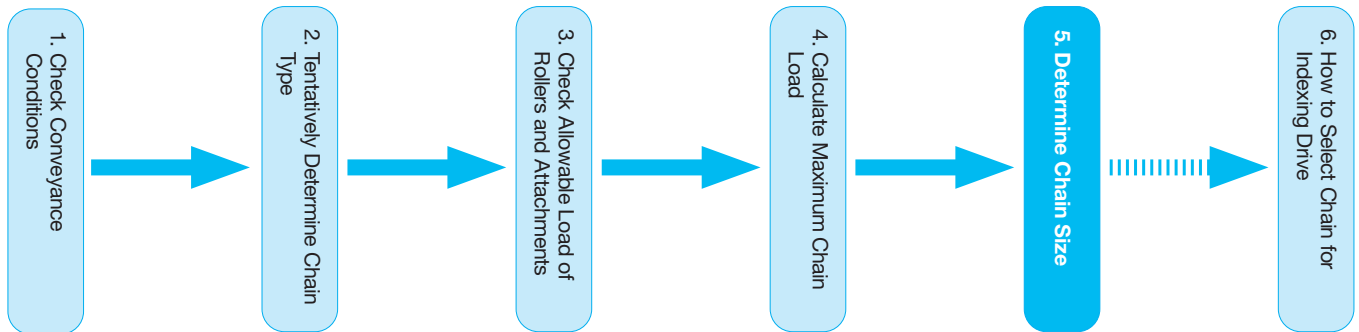 1. Check Conveyance
Conditions
2. Tentatively Determine Chain
Type
3. Check Allowable Load of
Rollers and Attachments
4. Calculate Maximum Chain
Load
5. Determine Chain Size
6. How to Select Chain for
Indexing Drive